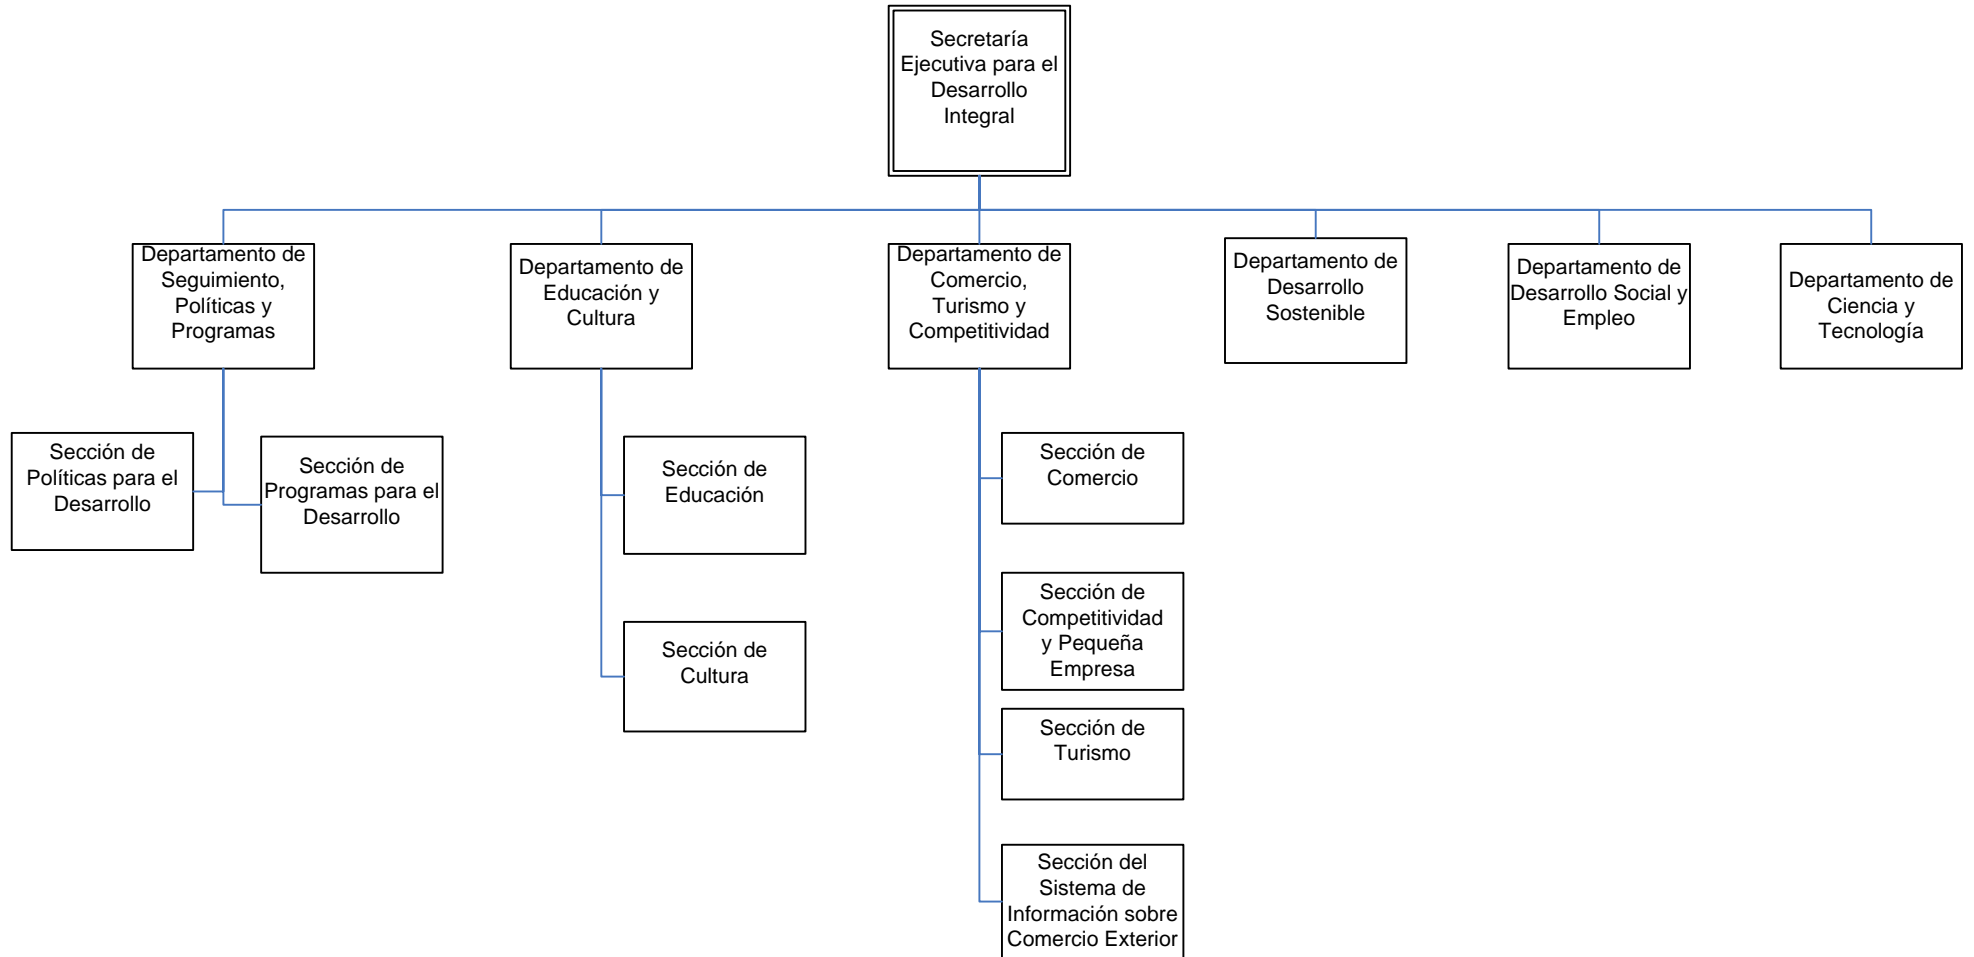 Secretaría
Ejecutiva para el
Desarrollo
Integral
Departamento de
Seguimiento,
Políticas y
Programas
Departamento de
Educación y
Cultura
Departamento de
Comercio,
Turismo y
Competitividad
Departamento de
Desarrollo
Sostenible
Departamento de
Desarrollo Social y
Empleo
Departamento de
Ciencia y
Tecnología
Sección de
Políticas para el
Desarrollo
Sección de
Programas para el
Desarrollo
Sección de
Educación
Sección de
Cultura
Sección de
Comercio
Sección de
Competitividad
y Pequeña
Empresa
Sección de
Turismo
Sección del
Sistema de
Información sobre
Comercio Exterior